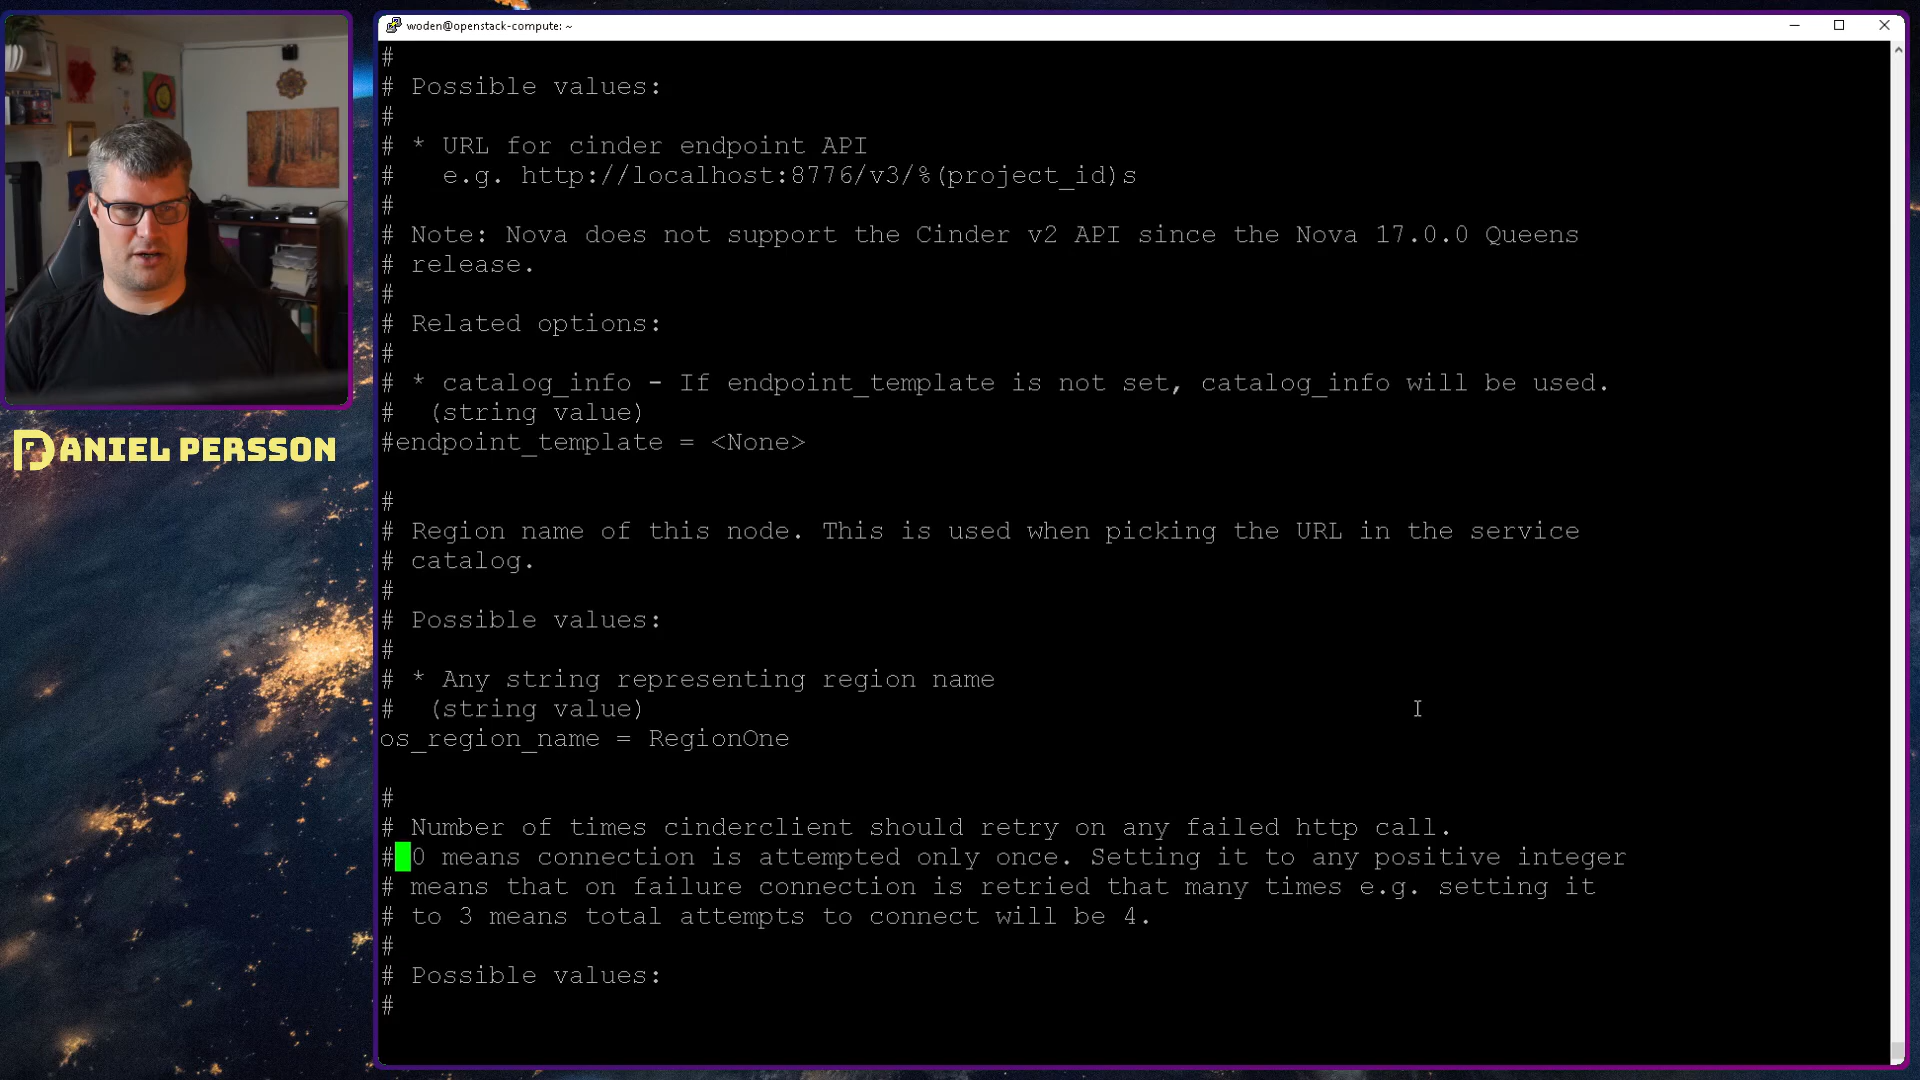 woden@openstack-compute: ~
#
# Possible values:
#
# * URL for cinder endpoint API
#   e.g. http://localhost:8776/v3/%(project_id)s
#
# Note: Nova does not support the Cinder v2 API since the Nova 17.0.0 Queens
# release.
#
# Related options:
#
# * catalog_info - If endpoint_template is not set, catalog_info will be used.
#  (string value)
#endpoint_template = <None>
#
# Region name of this node. This is used when picking the URL in the service
# catalog.
#
# Possible values:
#
# * Any string representing region name
#  (string value)
os_region_name = RegionOne
#
# Number of times cinderclient should retry on any failed http call.
# 0 means connection is attempted only once. Setting it to any positive integer
# means that on failure connection is retried that many times e.g. setting it
# to 3 means total attempts to connect will be 4.
#
# Possible values:
#
DANIEL PERSSON